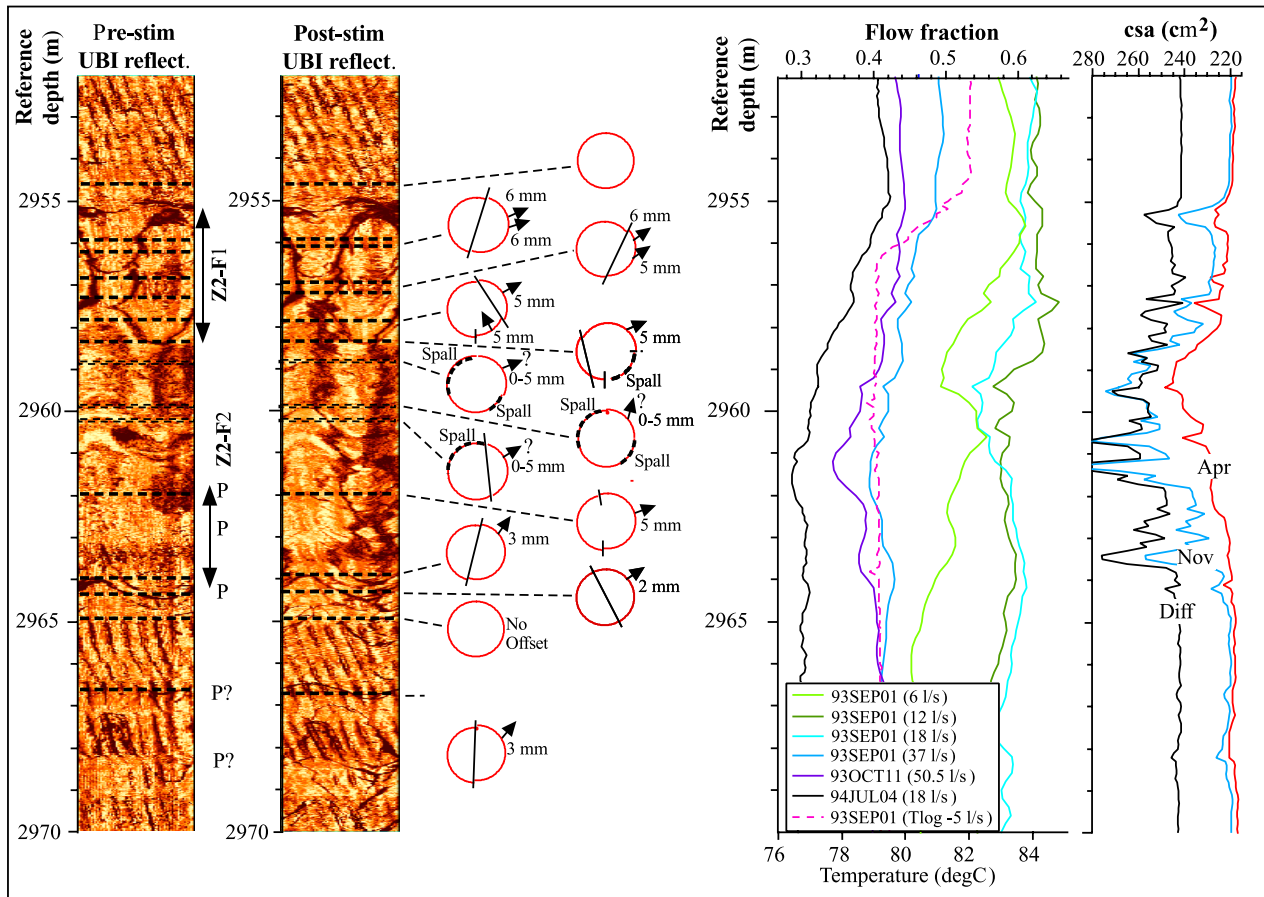 Pre-stim
UBI reflect.
Post-stim
UBI reflect.
Reference
depth (m)
2955
2960
2965
2970
2955
2960
2965
2970
Z2-F1
Z2-F2
P
P
P
P?
P?
6 mm
6 mm
6 mm
5 mm
5 mm
5 mm
5 mm
Spall
Spall
?
0-5 mm
Spall
Spall
?
0-5 mm
Spall
Spall
?
0-5 mm
5 mm
3 mm
2 mm
No
Offset
3 mm
Flow fraction
0.3 0.4 0.5 0.6
Reference
depth (m)
2955
2960
2965
2970
93SEP01 (6 l/s)
93SEP01 (12 l/s)
93SEP01 (18 l/s)
93SEP01 (37 l/s)
93OCT11 (50.5 l/s)
94JUL04 (18 l/s)
93SEP01 (Tlog -5 l/s)
76 78 80 82 84
Temperature (degC)
csa (cm²)
280 260 240 220
Apr
Nov
Diff